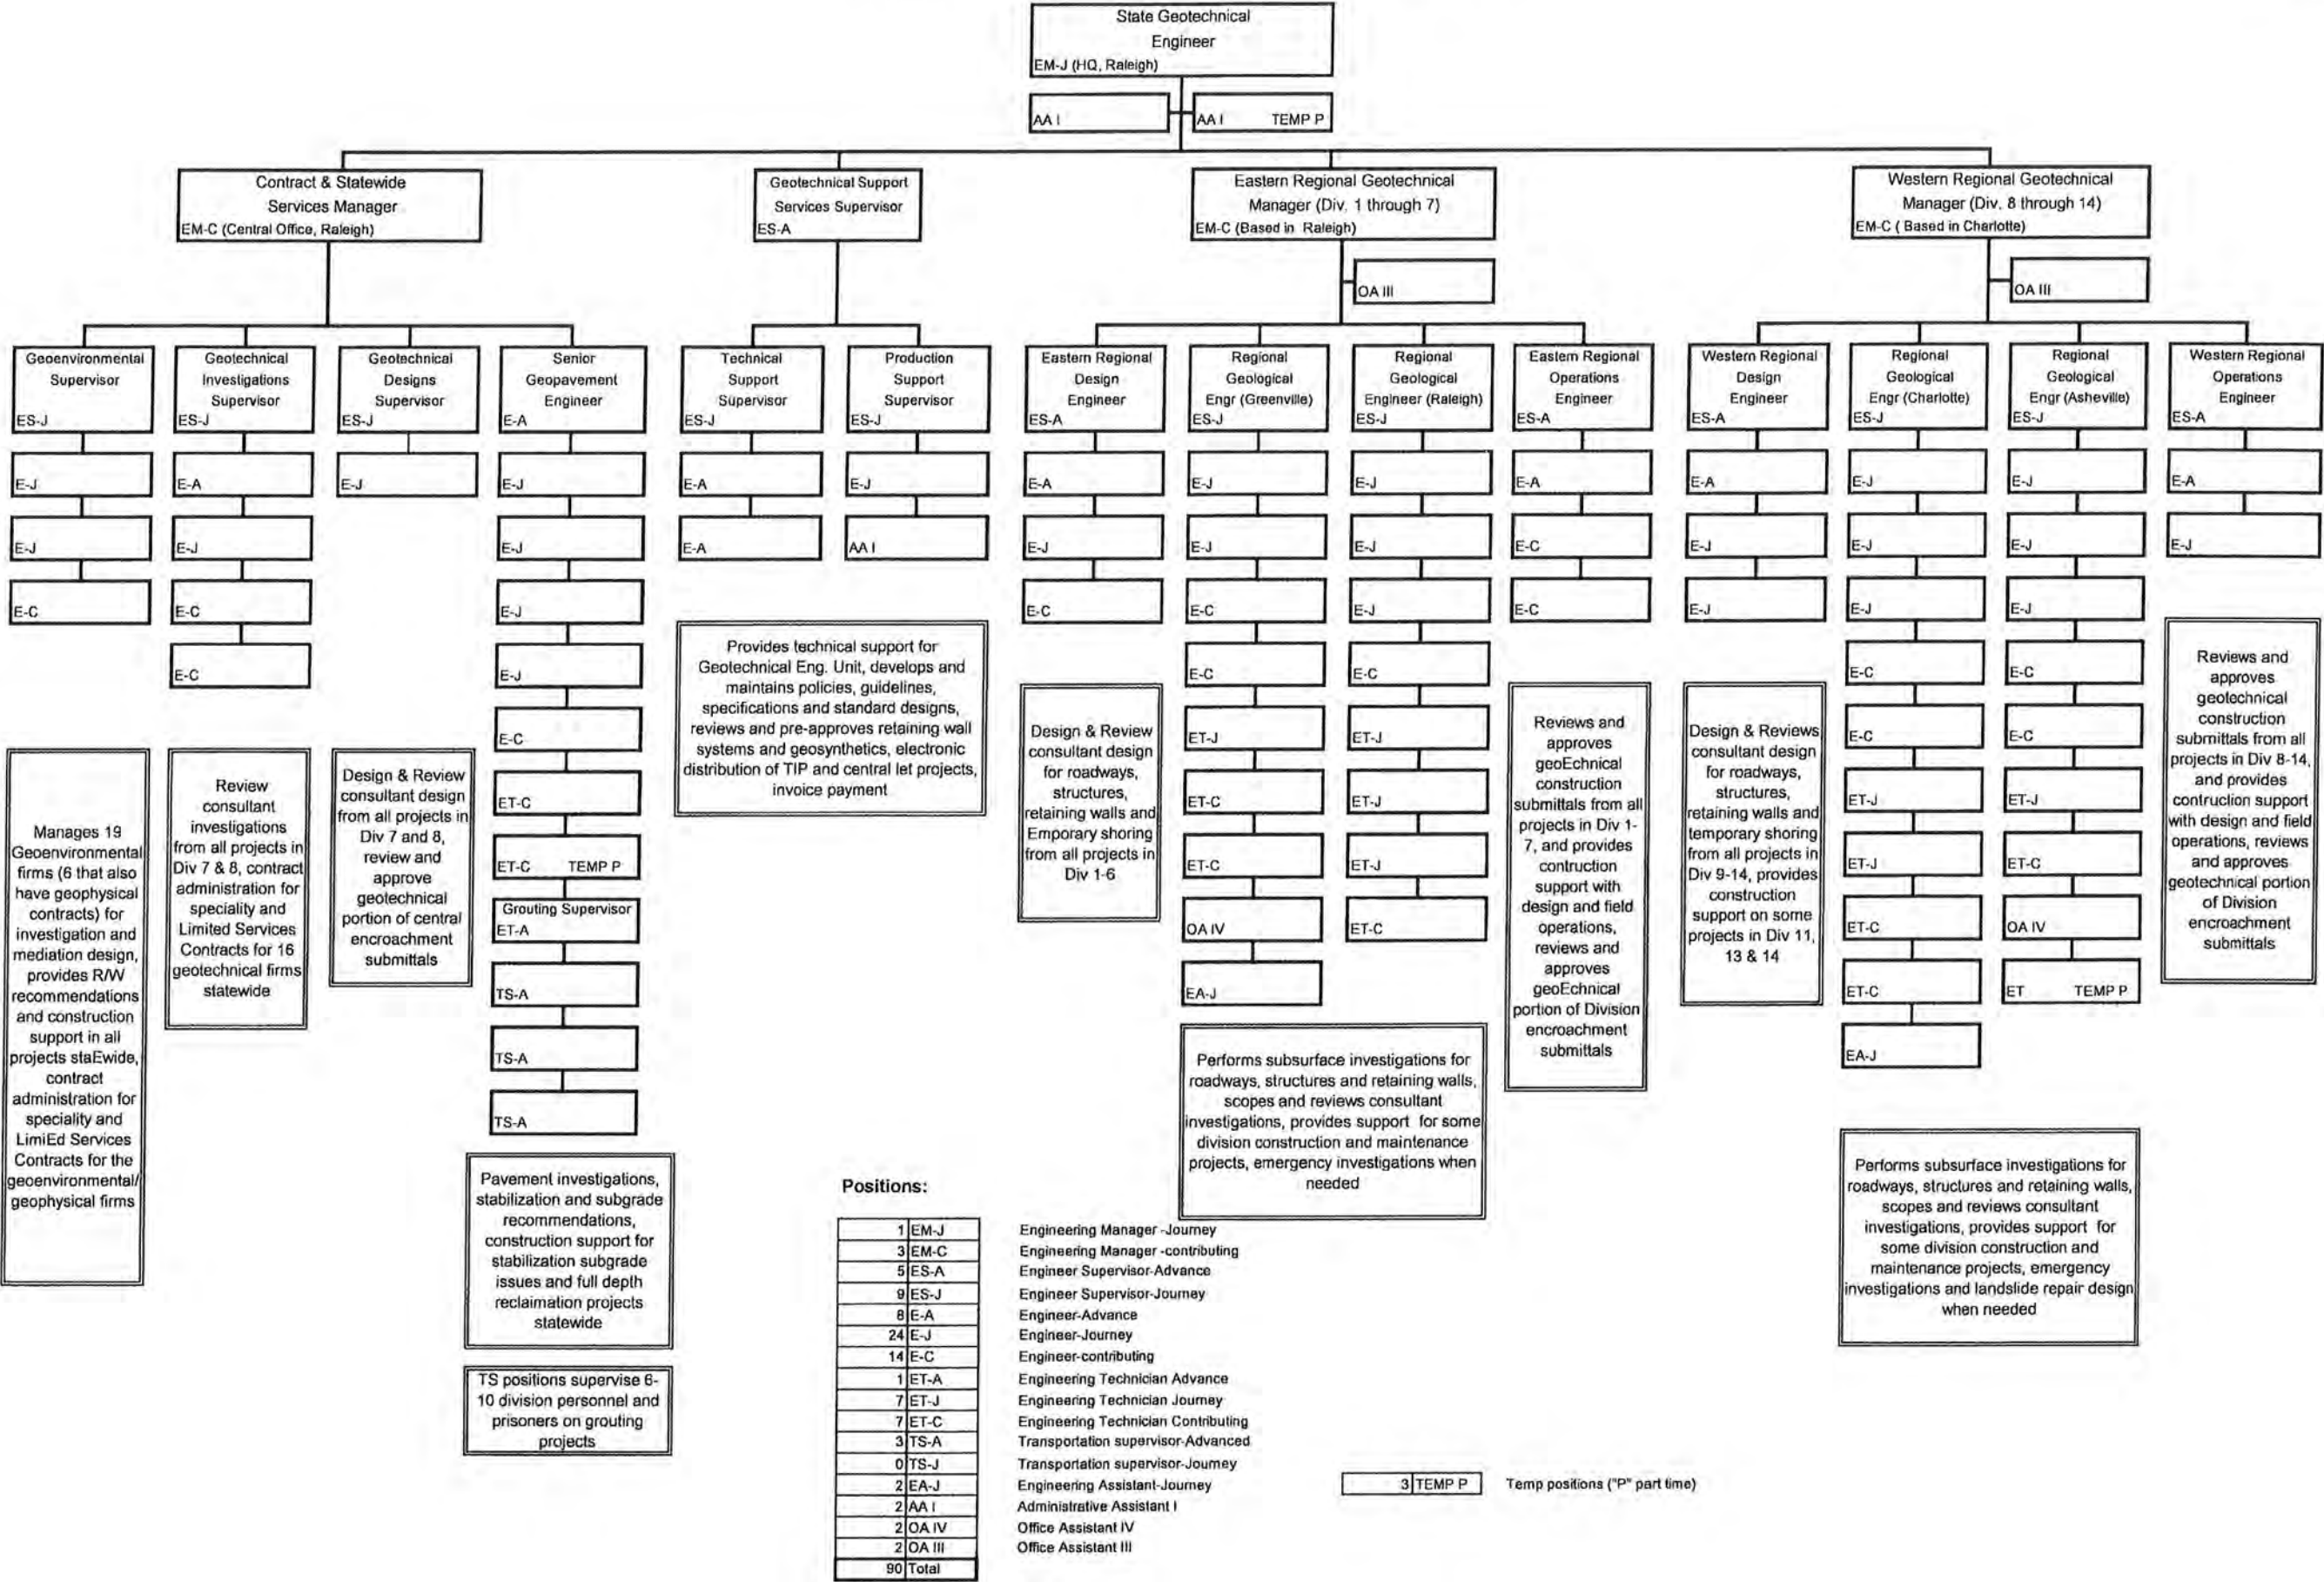 State Geotechnical
Engineer
EM-J (HQ, Raleigh)
AA I
AA I TEMP P
Contract & Statewide
Services Manager
EM-C (Central Office, Raleigh)
Geotechnical Support
Services Supervisor
ES-A
Eastern Regional Geotechnical
Manager (Div. 1 through 7)
EM-C (Based in Raleigh)
OA III
Western Regional Geotechnical
Manager (Div. 8 through 14)
EM-C ( Based in Charlotte)
OA III
Geoenvironmental
Supervisor
ES-J
E-J
E-J
E-C
Manages 19
Geoenvironmental
firms (6 that also
have geophysical
contracts) for
investigation and
mediation design,
provides R/W
recommendations
and construction
support in all
projects staEwide,
contract
administration for
speciality and
LimiEd Services
Contracts for the
geoenvironmental/
geophysical firms
Geotechnical
Investigations
Supervisor
ES-J
E-A
E-J
E-C
E-C
Review
consultant
investigations
from all projects in
Div 7 & 8, contract
administration for
speciality and
Limited Services
Contracts for 16
geotechnical firms
statewide
Geotechnical
Designs
Supervisor
ES-J
E-J
Design & Review
consultant design
from all projects in
Div 7 and 8,
review and
approve
geotechnical
portion of central
encroachment
submittals
Senior
Geopavement
Engineer
E-A
E-J
E-J
E-J
E-J
E-C
ET-C
ET-C TEMP P
Grouting Supervisor
ET-A
TS-A
TS-A
TS-A
Pavement investigations,
stabilization and subgrade
recommendations,
construction support for
stabilization subgrade
issues and full depth
reclaimation projects
statewide
TS positions supervise 6-
10 division personnel and
prisoners on grouting
projects
Technical
Support
Supervisor
ES-J
E-A
E-A
Production
Support
Supervisor
ES-J
E-J
AA I
Provides technical support for
Geotechnical Eng. Unit, develops and
maintains policies, guidelines,
specifications and standard designs,
reviews and pre-approves retaining wall
systems and geosynthetics, electronic
distribution of TIP and central let projects,
invoice payment
Eastern Regional
Design
Engineer
ES-A
E-A
E-J
E-C
Design & Review
consultant design
for roadways,
structures,
retaining walls and
Emporary shoring
from all projects in
Div 1-6
Regional
Geological
Engr (Greenville)
ES-J
E-J
E-J
E-C
E-C
ET-J
ET-C
ET-C
OA IV
EA-J
Regional
Geological
Engineer (Raleigh)
ES-J
E-J
E-J
E-J
E-C
ET-J
ET-J
ET-J
ET-C
Performs subsurface investigations for
roadways, structures and retaining walls,
scopes and reviews consultant
investigations, provides support for some
division construction and maintenance
projects, emergency investigations when
needed
Eastern Regional
Operations
Engineer
ES-A
E-A
E-C
E-C
Reviews and
approves
geoEchnical
construction
submittals from all
projects in Div 1-
7, and provides
contruction
support with
design and field
operations,
reviews and
approves
geoEchnical
portion of Division
encroachment
submittals
Western Regional
Design
Engineer
ES-A
E-A
E-J
E-J
Design & Reviews
consultant design
for roadways,
structures,
retaining walls and
temporary shoring
from all projects in
Div 9-14, provides
construction
support on some
projects in Div 11,
13 & 14
Regional
Geological
Engr (Charlotte)
ES-J
E-J
E-J
E-J
E-C
E-C
ET-J
ET-J
ET-C
ET-C
EA-J
Regional
Geological
Engr (Asheville)
ES-J
E-J
E-J
E-J
E-C
E-C
ET-J
ET-C
OA IV
ET TEMP P
Performs subsurface investigations for
roadways, structures and retaining walls,
scopes and reviews consultant
investigations, provides support for
some division construction and
maintenance projects, emergency
investigations and landslide repair design
when needed
Western Regional
Operations
Engineer
ES-A
E-A
E-J
Reviews and
approves
geotechnical
construction
submittals from all
projects in Div 8-14,
and provides
contruction support
with design and field
operations, reviews
and approves
geotechnical portion
of Division
encroachment
submittals
Positions:
1 EM-J Engineering Manager -Journey
3 EM-C Engineering Manager -contributing
5 ES-A Engineer Supervisor-Advance
9 ES-J Engineer Supervisor-Journey
8 E-A Engineer-Advance
24 E-J Engineer-Journey
14 E-C Engineer-contributing
1 ET-A Engineering Technician Advance
7 ET-J Engineering Technician Journey
7 ET-C Engineering Technician Contributing
3 TS-A Transportation supervisor-Advanced
0 TS-J Transportation supervisor-Journey
2 EA-J Engineering Assistant-Journey
2 AA I Administrative Assistant I
2 OA IV Office Assistant IV
2 OA III Office Assistant III
90 Total
3 TEMP P Temp positions ("P" part time)